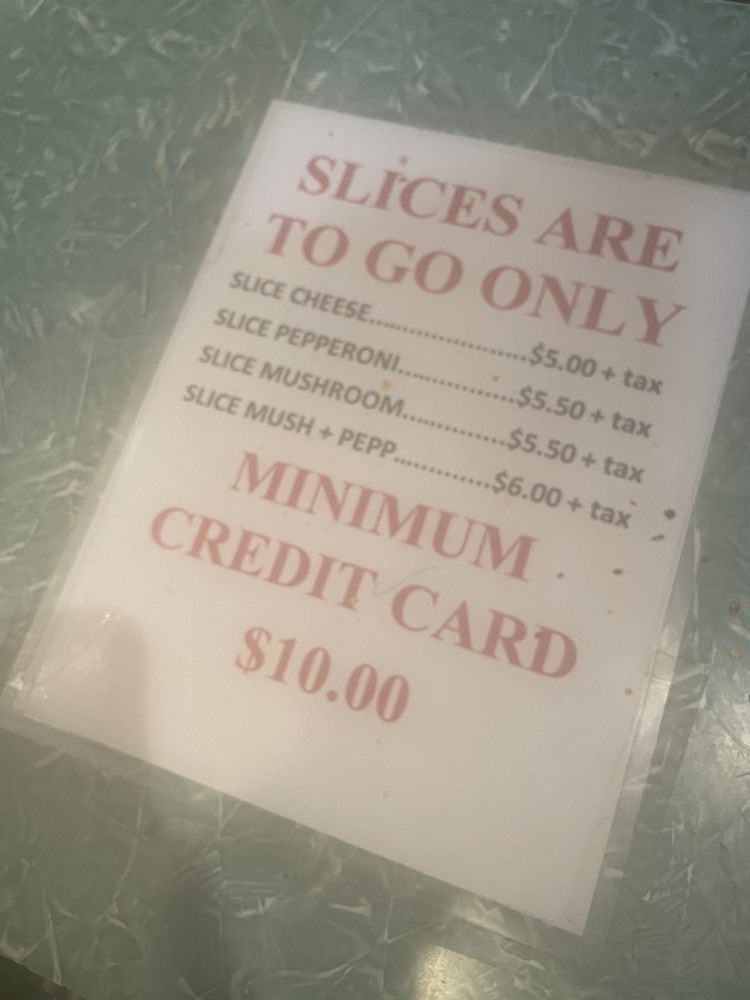 SLICES ARE
TO GO ONLY
SLICE CHEESE........................$5.00 + tax
SLICE PEPPERONI..................$5.50 + tax
SLICE MUSHROOM................$5.50 + tax
SLICE MUSH + PEPP...............$6.00 + tax
MINIMUM
CREDIT CARD
$10.00